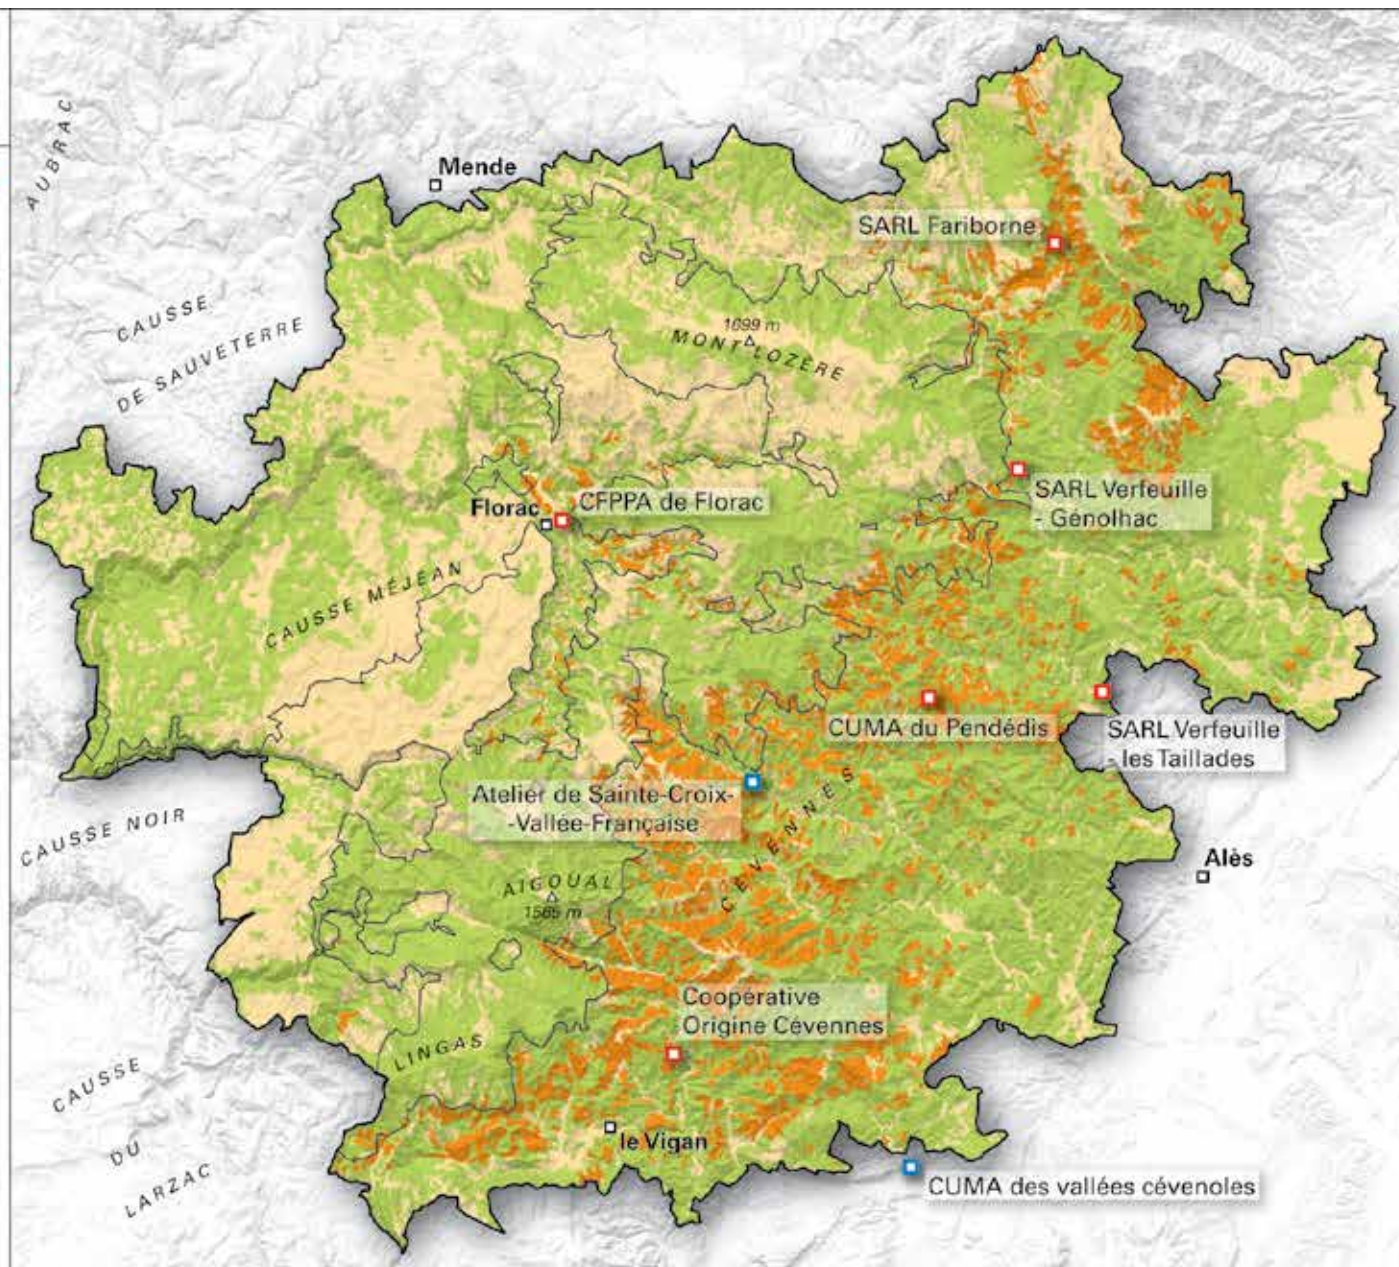 AUBRAC
Mende
SARL Fariborne
CAUSSE
DE SAUVETERRE
1699 m
MONT LOZÈRE
SARL Verfeuille
- Génolhac
CFPPA de Florac
Florac
CAUSSE MÉJEAN
CUMA du Pendédis
SARL Verfeuille
- les Taillades
Atelier de Sainte-Croix-
-Vallée-Française
CÉVENNES
CAUSSE NOIR
Alès
AIGOUAL
1565 m
Coopérative
Origine Cévennes
LINGAS
CAUSSE
DU
LARZAC
le Vigan
CUMA des vallées cévenoles